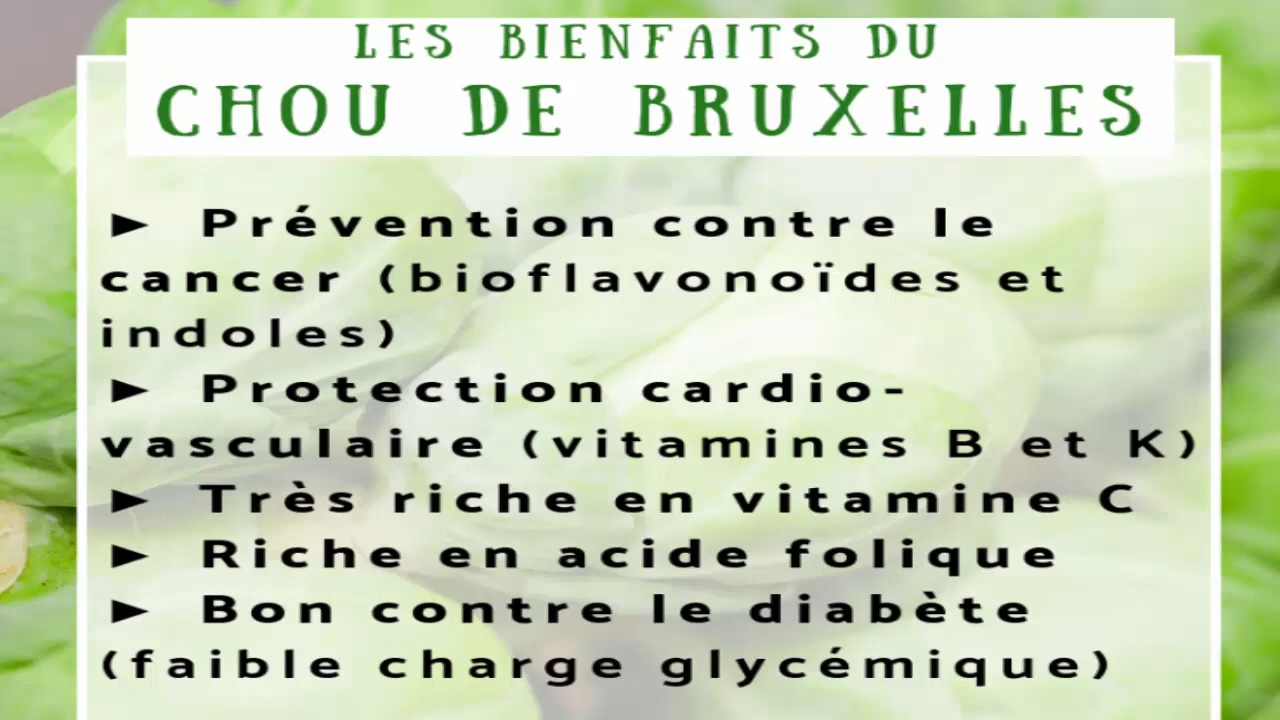 LES BIENFAITS DU
CHOU DE BRUXELLES
► Prévention contre le
cancer (bioflavonoïdes et
indoles)
► Protection cardio-
vasculaire (vitamines B et K)
► Très riche en vitamine C
► Riche en acide folique
► Bon contre le diabète
(faible charge glycémique)